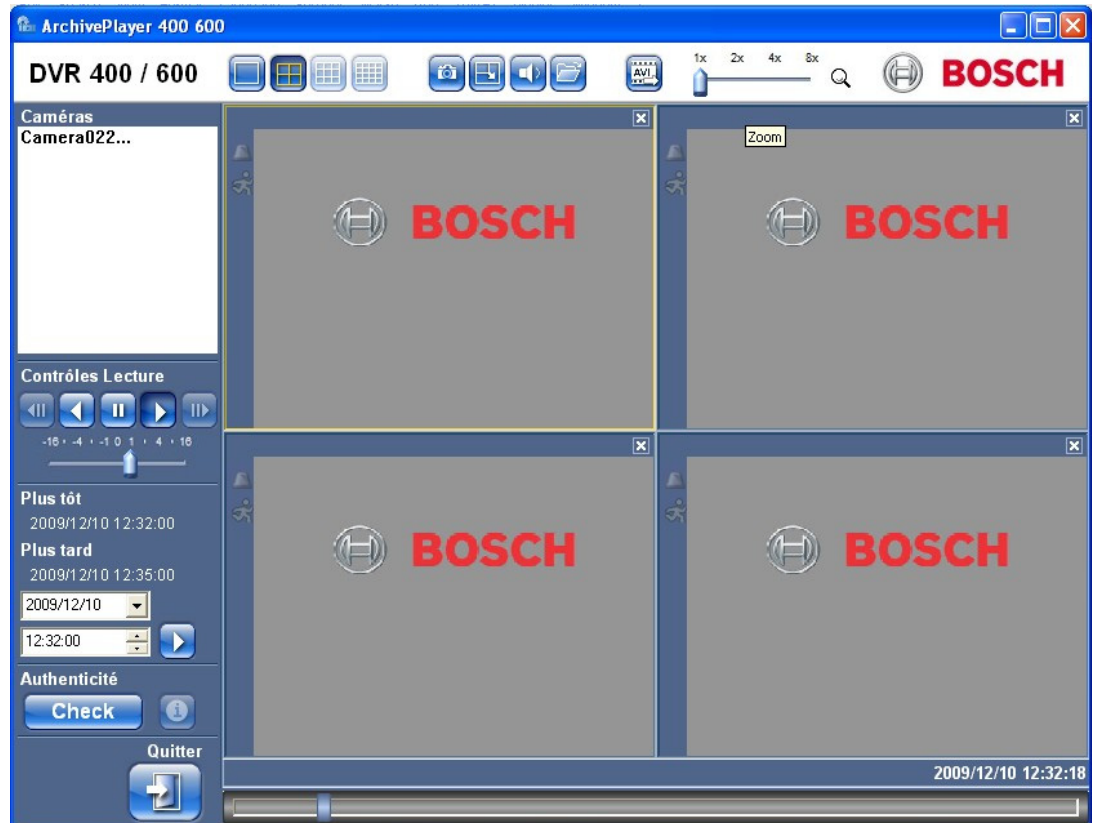 ArchivePlayer 400 600
DVR 400 / 600
AVI
1x 2x 4x 8x
BOSCH
Caméras
Camera022...
Zoom
BOSCH
BOSCH
Contrôles Lecture
-16 -4 -1 0 1 4 16
Plus tôt
2009/12/10 12:32:00
Plus tard
2009/12/10 12:35:00
2009/12/10
12:32:00
BOSCH
BOSCH
Authenticité
Check
Quitter
2009/12/10 12:32:18